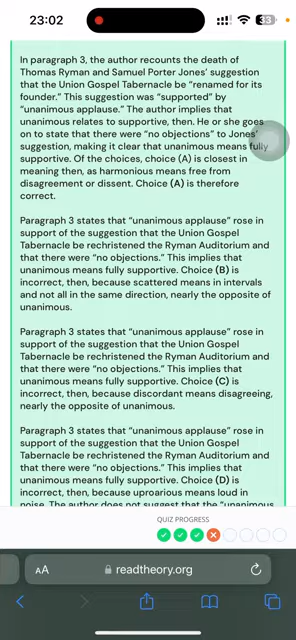 23:02
33
In paragraph 3, the author recounts the death of
Thomas Ryman and Samuel Porter Jones’ suggestion
that the Union Gospel Tabernacle be “renamed for its
founder.” This suggestion was “supported” by
“unanimous applause.” The author implies that
unanimous relates to supportive, then. He or she goes
on to state that there were “no objections” to Jones’
suggestion, making it clear that unanimous means fully
supportive. Of the choices, choice (A) is closest in
meaning then, as harmonious means free from
disagreement or dissent. Choice (A) is therefore
correct.
Paragraph 3 states that “unanimous applause” rose in
support of the suggestion that the Union Gospel
Tabernacle be rechristened the Ryman Auditorium and
that there were “no objections.” This implies that
unanimous means fully supportive. Choice (B) is
incorrect, then, because scattered means in intervals
and not all in the same direction, nearly the opposite of
unanimous.
Paragraph 3 states that “unanimous applause” rose in
support of the suggestion that the Union Gospel
Tabernacle be rechristened the Ryman Auditorium and
that there were “no objections.” This implies that
unanimous means fully supportive. Choice (C) is
incorrect, then, because discordant means disagreeing,
nearly the opposite of unanimous.
Paragraph 3 states that “unanimous applause” rose in
support of the suggestion that the Union Gospel
Tabernacle be rechristened the Ryman Auditorium and
that there were “no objections.” This implies that
unanimous means fully supportive. Choice (D) is
incorrect, then, because uproarious means loud in
noise. The author does not suggest that the “unanimous
QUIZ PROGRESS
AA
readtheory.org